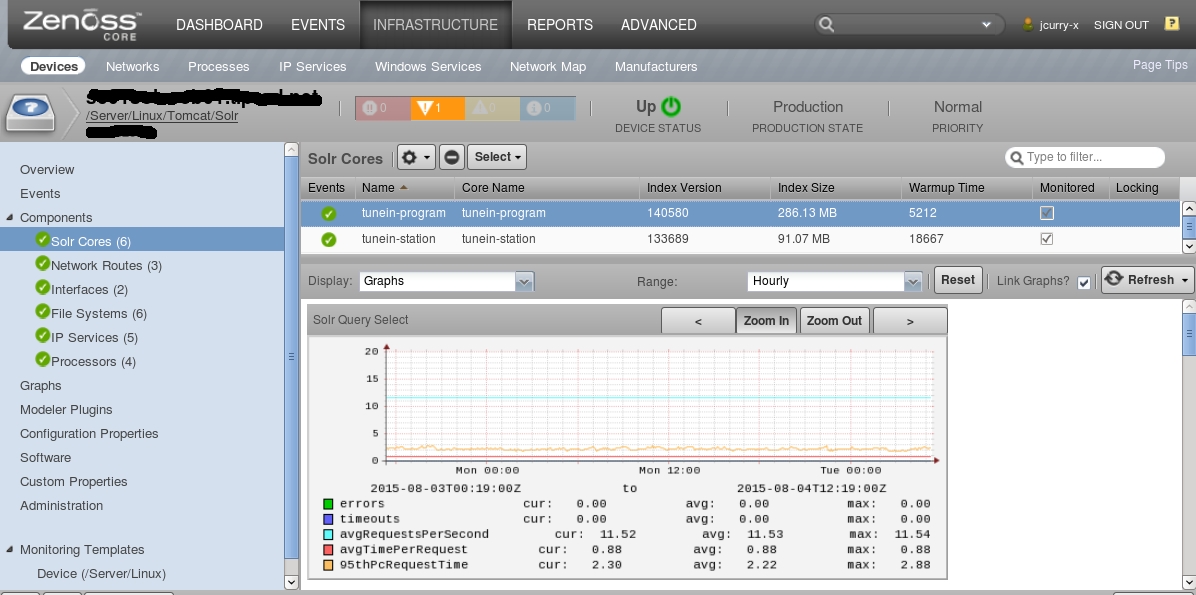 Zenoss CORE DASHBOARD EVENTS INFRASTRUCTURE REPORTS ADVANCED jcurry-x SIGN OUT ?
Devices Networks Processes IP Services Windows Services Network Map Manufacturers Page Tips
/Server/Linux/Tomcat/Solr
0 1 0 0
Up Production Normal
DEVICE STATUS PRODUCTION STATE PRIORITY
Overview
Events
Components
Solr Cores (6)
Network Routes (3)
Interfaces (2)
File Systems (6)
IP Services (5)
Processors (4)
Graphs
Modeler Plugins
Configuration Properties
Software
Custom Properties
Administration
Monitoring Templates
Device (/Server/Linux)
Solr Cores Select Type to filter...
Events Name Core Name Index Version Index Size Warmup Time Monitored Locking
tunein-program tunein-program 140580 286.13 MB 5212
tunein-station tunein-station 133689 91.07 MB 18667
Display: Graphs Range: Hourly Reset Link Graphs? Refresh
Solr Query Select < Zoom In Zoom Out >
20
15
10
5
0
Mon 00:00 Mon 12:00 Tue 00:00
2015-08-03T00:19:00Z to 2015-08-04T12:19:00Z
errors cur: 0.00 avg: 0.00 max: 0.00
timeouts cur: 0.00 avg: 0.00 max: 0.00
avgRequestsPerSecond cur: 11.52 avg: 11.53 max: 11.54
avgTimePerRequest cur: 0.88 avg: 0.88 max: 0.88
95thPcRequestTime cur: 2.30 avg: 2.22 max: 2.88